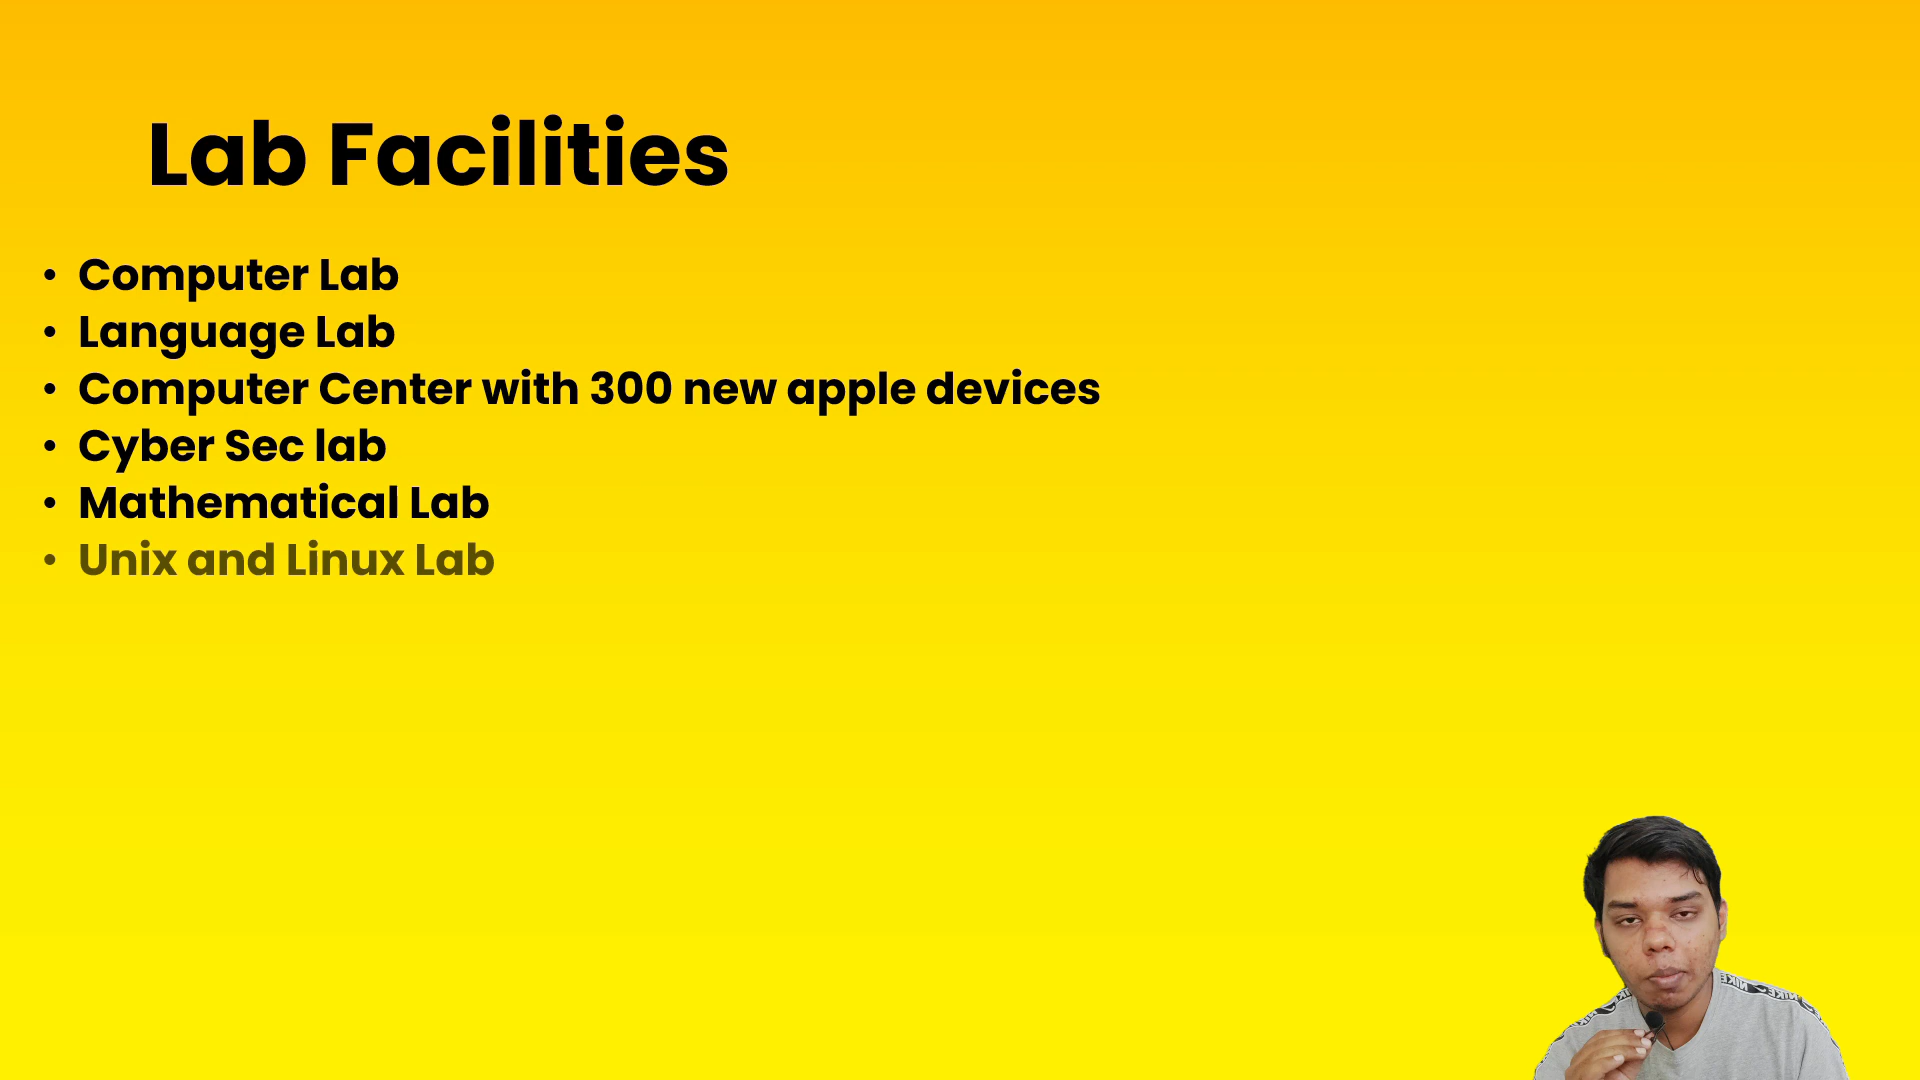 Lab Facilities
• Computer Lab
• Language Lab
• Computer Center with 300 new apple devices
• Cyber Sec lab
• Mathematical Lab
• Unix and Linux Lab
NIKE